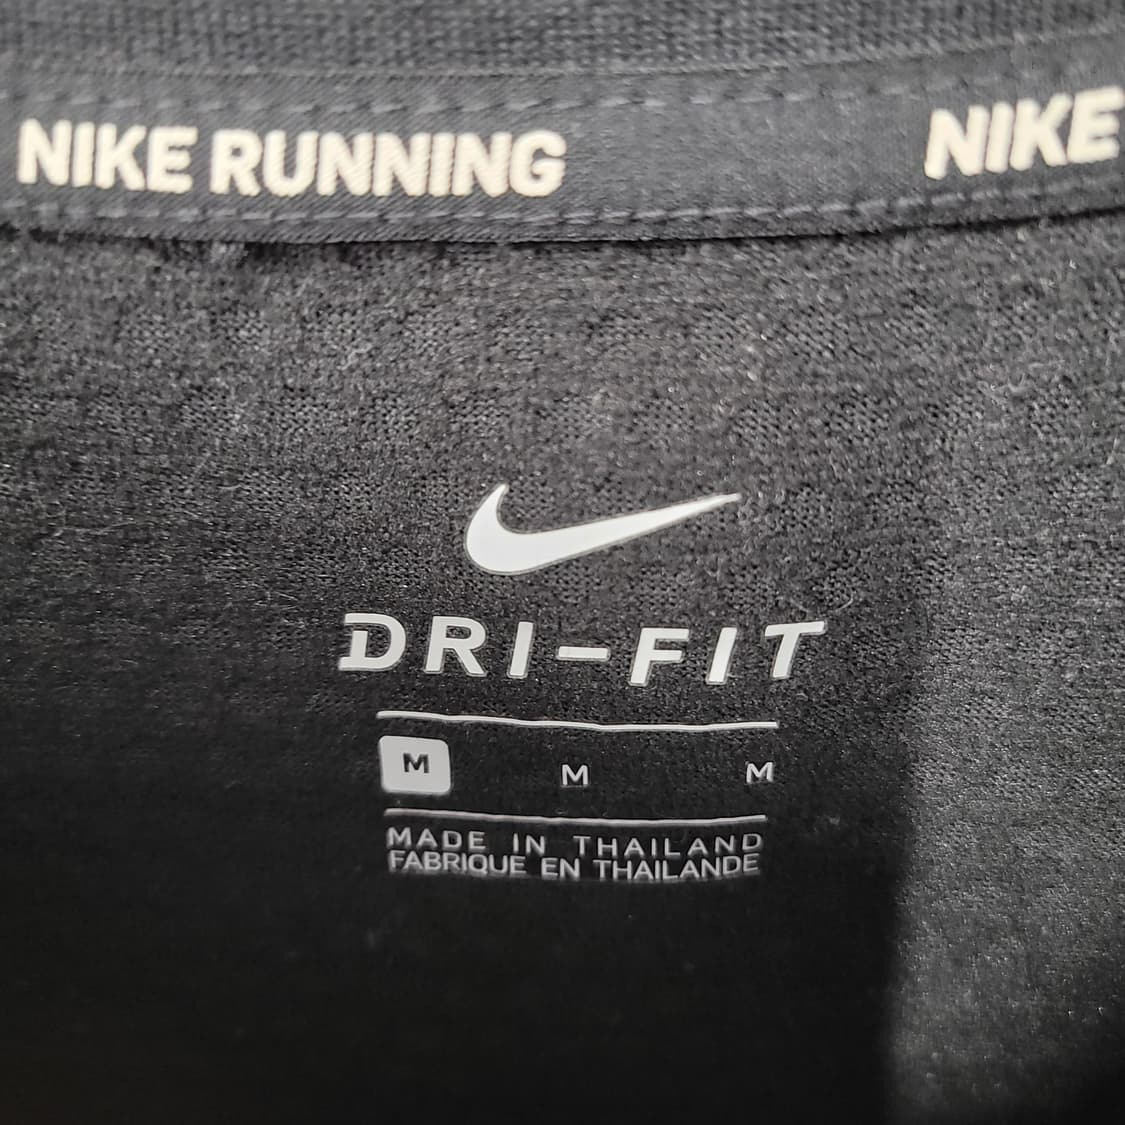 NIKE RUNNING NIKE
DRI-FIT
M M M
MADE IN THAILAND
FABRIQUE EN THAILANDE